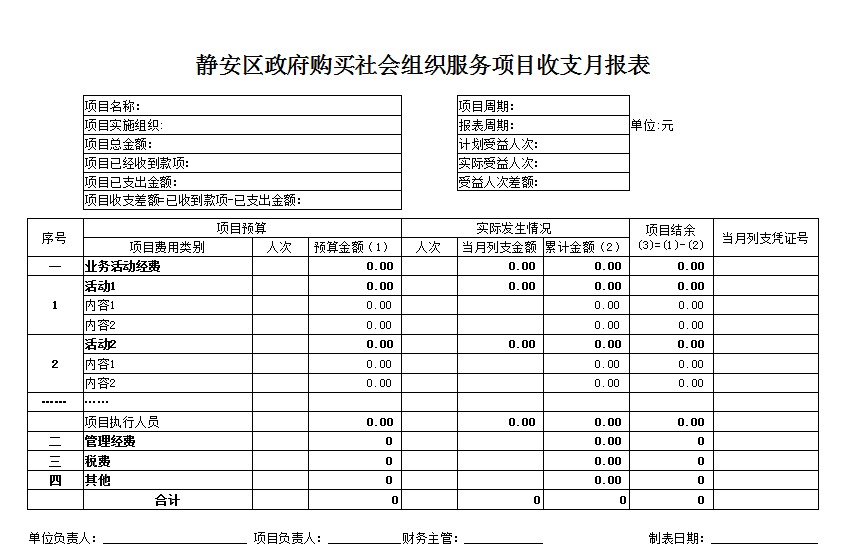 静安区政府购买社会组织服务项目收支月报表
项目名称： 项目周期：
项目实施组织: 报表周期： 单位:元
项目总金额： 计划受益人次：
项目已经收到款项： 实际受益人次：
项目已支出金额： 受益人次差额：
项目收支差额=已收到款项-已支出金额：
序号 项目预算 实际发生情况 项目结余 当月列支凭证号
项目费用类别 人次 预算金额（1） 人次 当月列支金额 累计金额（2） (3)=(1)-(2)
一 业务活动经费 0.00 0.00 0.00 0.00
活动1 0.00 0.00 0.00 0.00
1 内容1 0.00 0.00 0.00
内容2 0.00 0.00 0.00
活动2 0.00 0.00 0.00 0.00
2 内容1 0.00 0.00 0.00
内容2 0.00 0.00 0.00
…… ……
项目执行人员 0.00 0.00 0.00 0.00
二 管理经费 0 0.00 0
三 税费 0 0.00 0
四 其他 0 0.00 0
合计 0 0 0 0
单位负责人： 项目负责人： 财务主管： 制表日期：